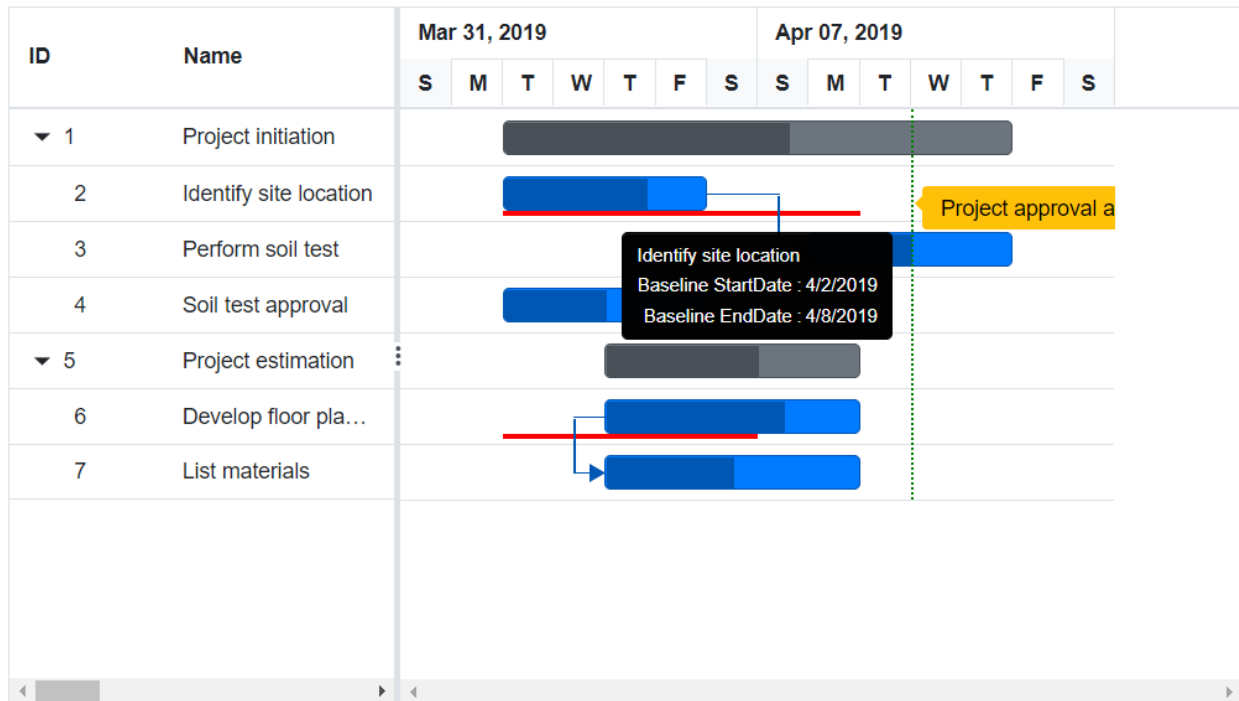 ID
Name
Mar 31, 2019
Apr 07, 2019
S M T W T F S S M T W T F S
1 Project initiation
2 Identify site location
Project approval a
3 Perform soil test
Identify site location
Baseline StartDate : 4/2/2019
Baseline EndDate : 4/8/2019
4 Soil test approval
5 Project estimation
6 Develop floor pla…
7 List materials